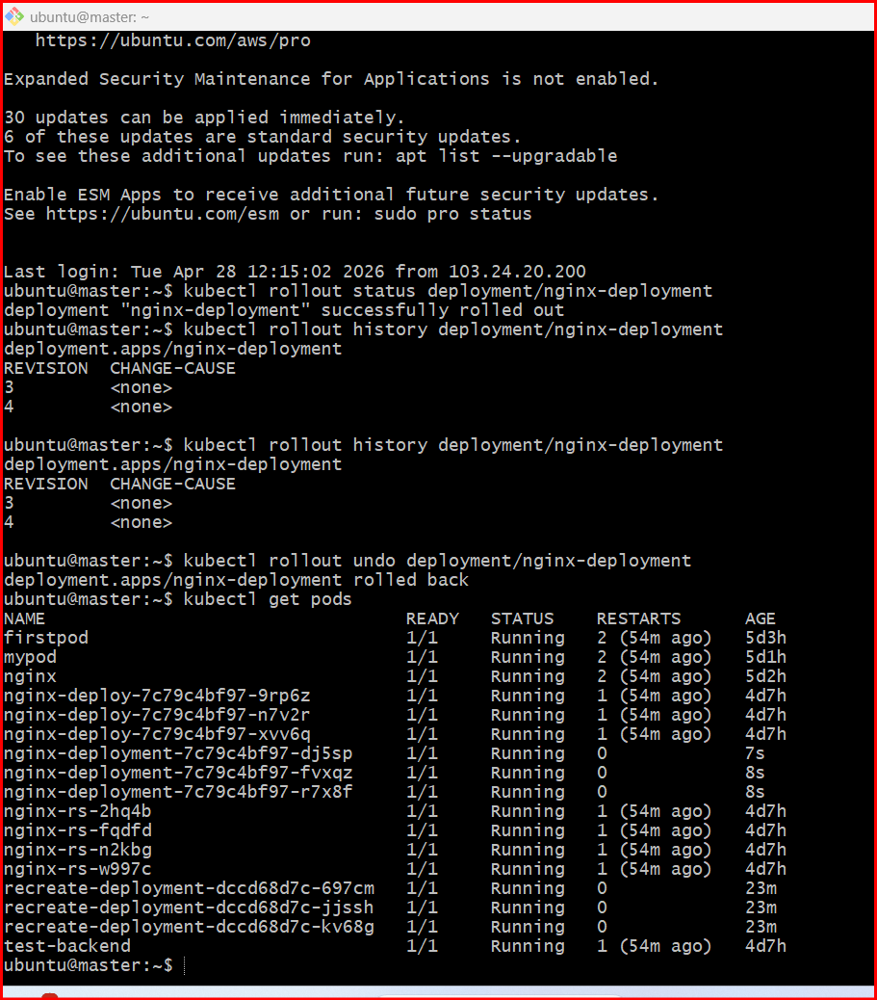 ubuntu@master: ~
https://ubuntu.com/aws/pro
Expanded Security Maintenance for Applications is not enabled.
30 updates can be applied immediately.
6 of these updates are standard security updates.
To see these additional updates run: apt list --upgradable
Enable ESM Apps to receive additional future security updates.
See https://ubuntu.com/esm or run: sudo pro status
Last login: Tue Apr 28 12:15:02 2026 from 103.24.20.200
ubuntu@master:~$ kubectl rollout status deployment/nginx-deployment
deployment "nginx-deployment" successfully rolled out
ubuntu@master:~$ kubectl rollout history deployment/nginx-deployment
deployment.apps/nginx-deployment
REVISION  CHANGE-CAUSE
3         <none>
4         <none>
ubuntu@master:~$ kubectl rollout history deployment/nginx-deployment
deployment.apps/nginx-deployment
REVISION  CHANGE-CAUSE
3         <none>
4         <none>
ubuntu@master:~$ kubectl rollout undo deployment/nginx-deployment
deployment.apps/nginx-deployment rolled back
ubuntu@master:~$ kubectl get pods
NAME                                  READY   STATUS    RESTARTS      AGE
firstpod                              1/1     Running   2 (54m ago)   5d3h
mypod                                 1/1     Running   2 (54m ago)   5d1h
nginx                                 1/1     Running   2 (54m ago)   5d2h
nginx-deploy-7c79c4bf97-9rp6z         1/1     Running   1 (54m ago)   4d7h
nginx-deploy-7c79c4bf97-n7v2r         1/1     Running   1 (54m ago)   4d7h
nginx-deploy-7c79c4bf97-xvv6q         1/1     Running   1 (54m ago)   4d7h
nginx-deployment-7c79c4bf97-dj5sp     1/1     Running   0             7s
nginx-deployment-7c79c4bf97-fvxqz     1/1     Running   0             8s
nginx-deployment-7c79c4bf97-r7x8f     1/1     Running   0             8s
nginx-rs-2hq4b                        1/1     Running   1 (54m ago)   4d7h
nginx-rs-fqdfd                        1/1     Running   1 (54m ago)   4d7h
nginx-rs-n2kbg                        1/1     Running   1 (54m ago)   4d7h
nginx-rs-w997c                        1/1     Running   1 (54m ago)   4d7h
recreate-deployment-dccd68d7c-697cm   1/1     Running   0             23m
recreate-deployment-dccd68d7c-jjssh   1/1     Running   0             23m
recreate-deployment-dccd68d7c-kv68g   1/1     Running   0             23m
test-backend                          1/1     Running   1 (54m ago)   4d7h
ubuntu@master:~$